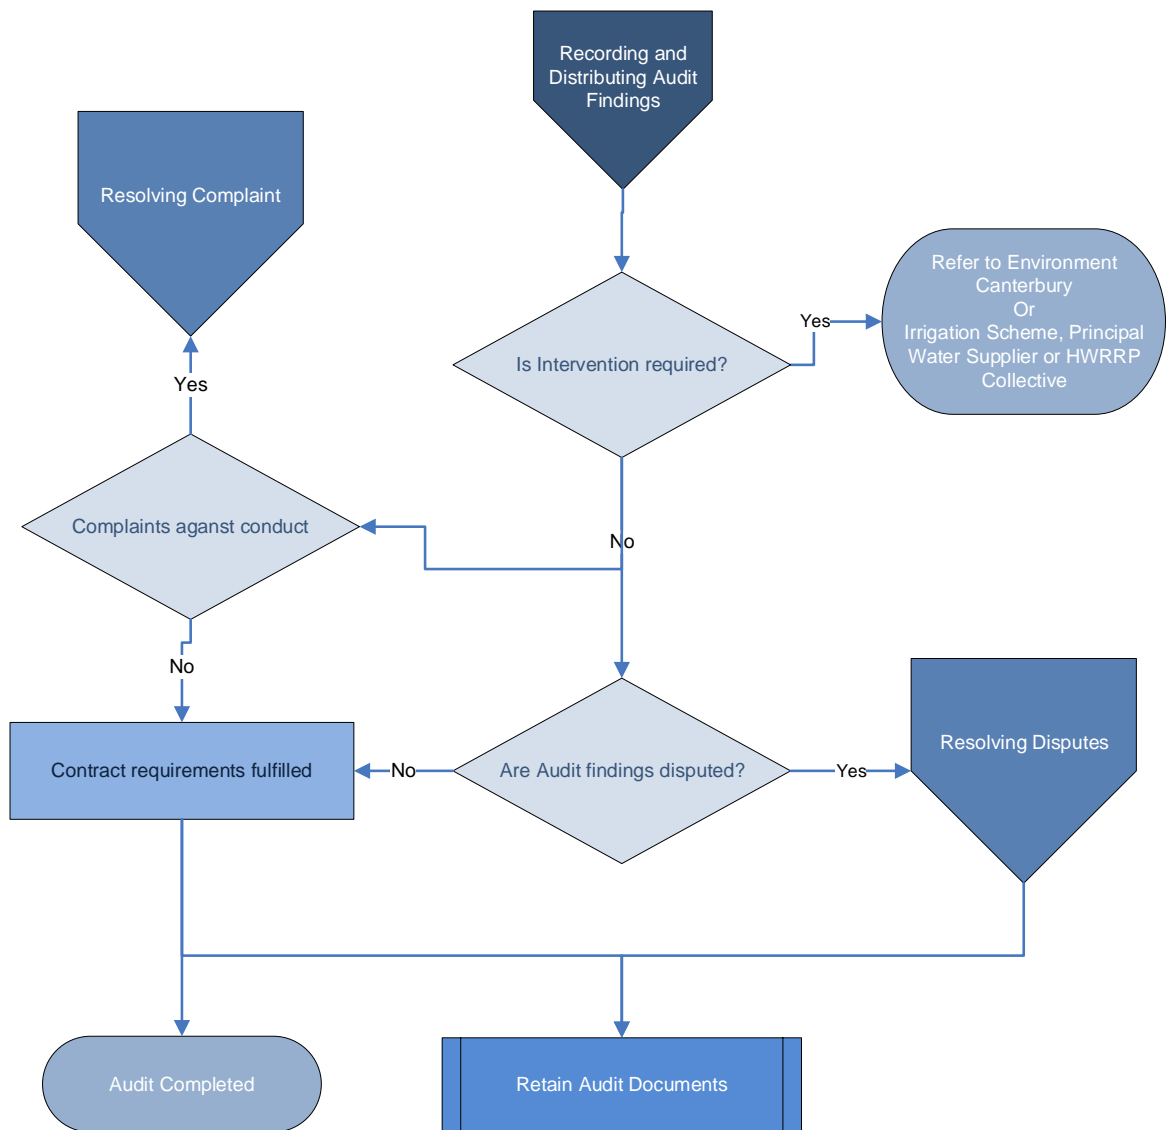 Recording and
Distributing Audit
Findings
Resolving Complaint
Refer to Environment
Canterbury
Or
Irrigation Scheme, Principal
Water Supplier or HWRRP
Collective
Yes
Is Intervention required?
Yes
Complaints aganst conduct
No
No
Contract requirements fulfilled
No
Are Audit findings disputed?
Yes
Resolving Disputes
Audit Completed
Retain Audit Documents